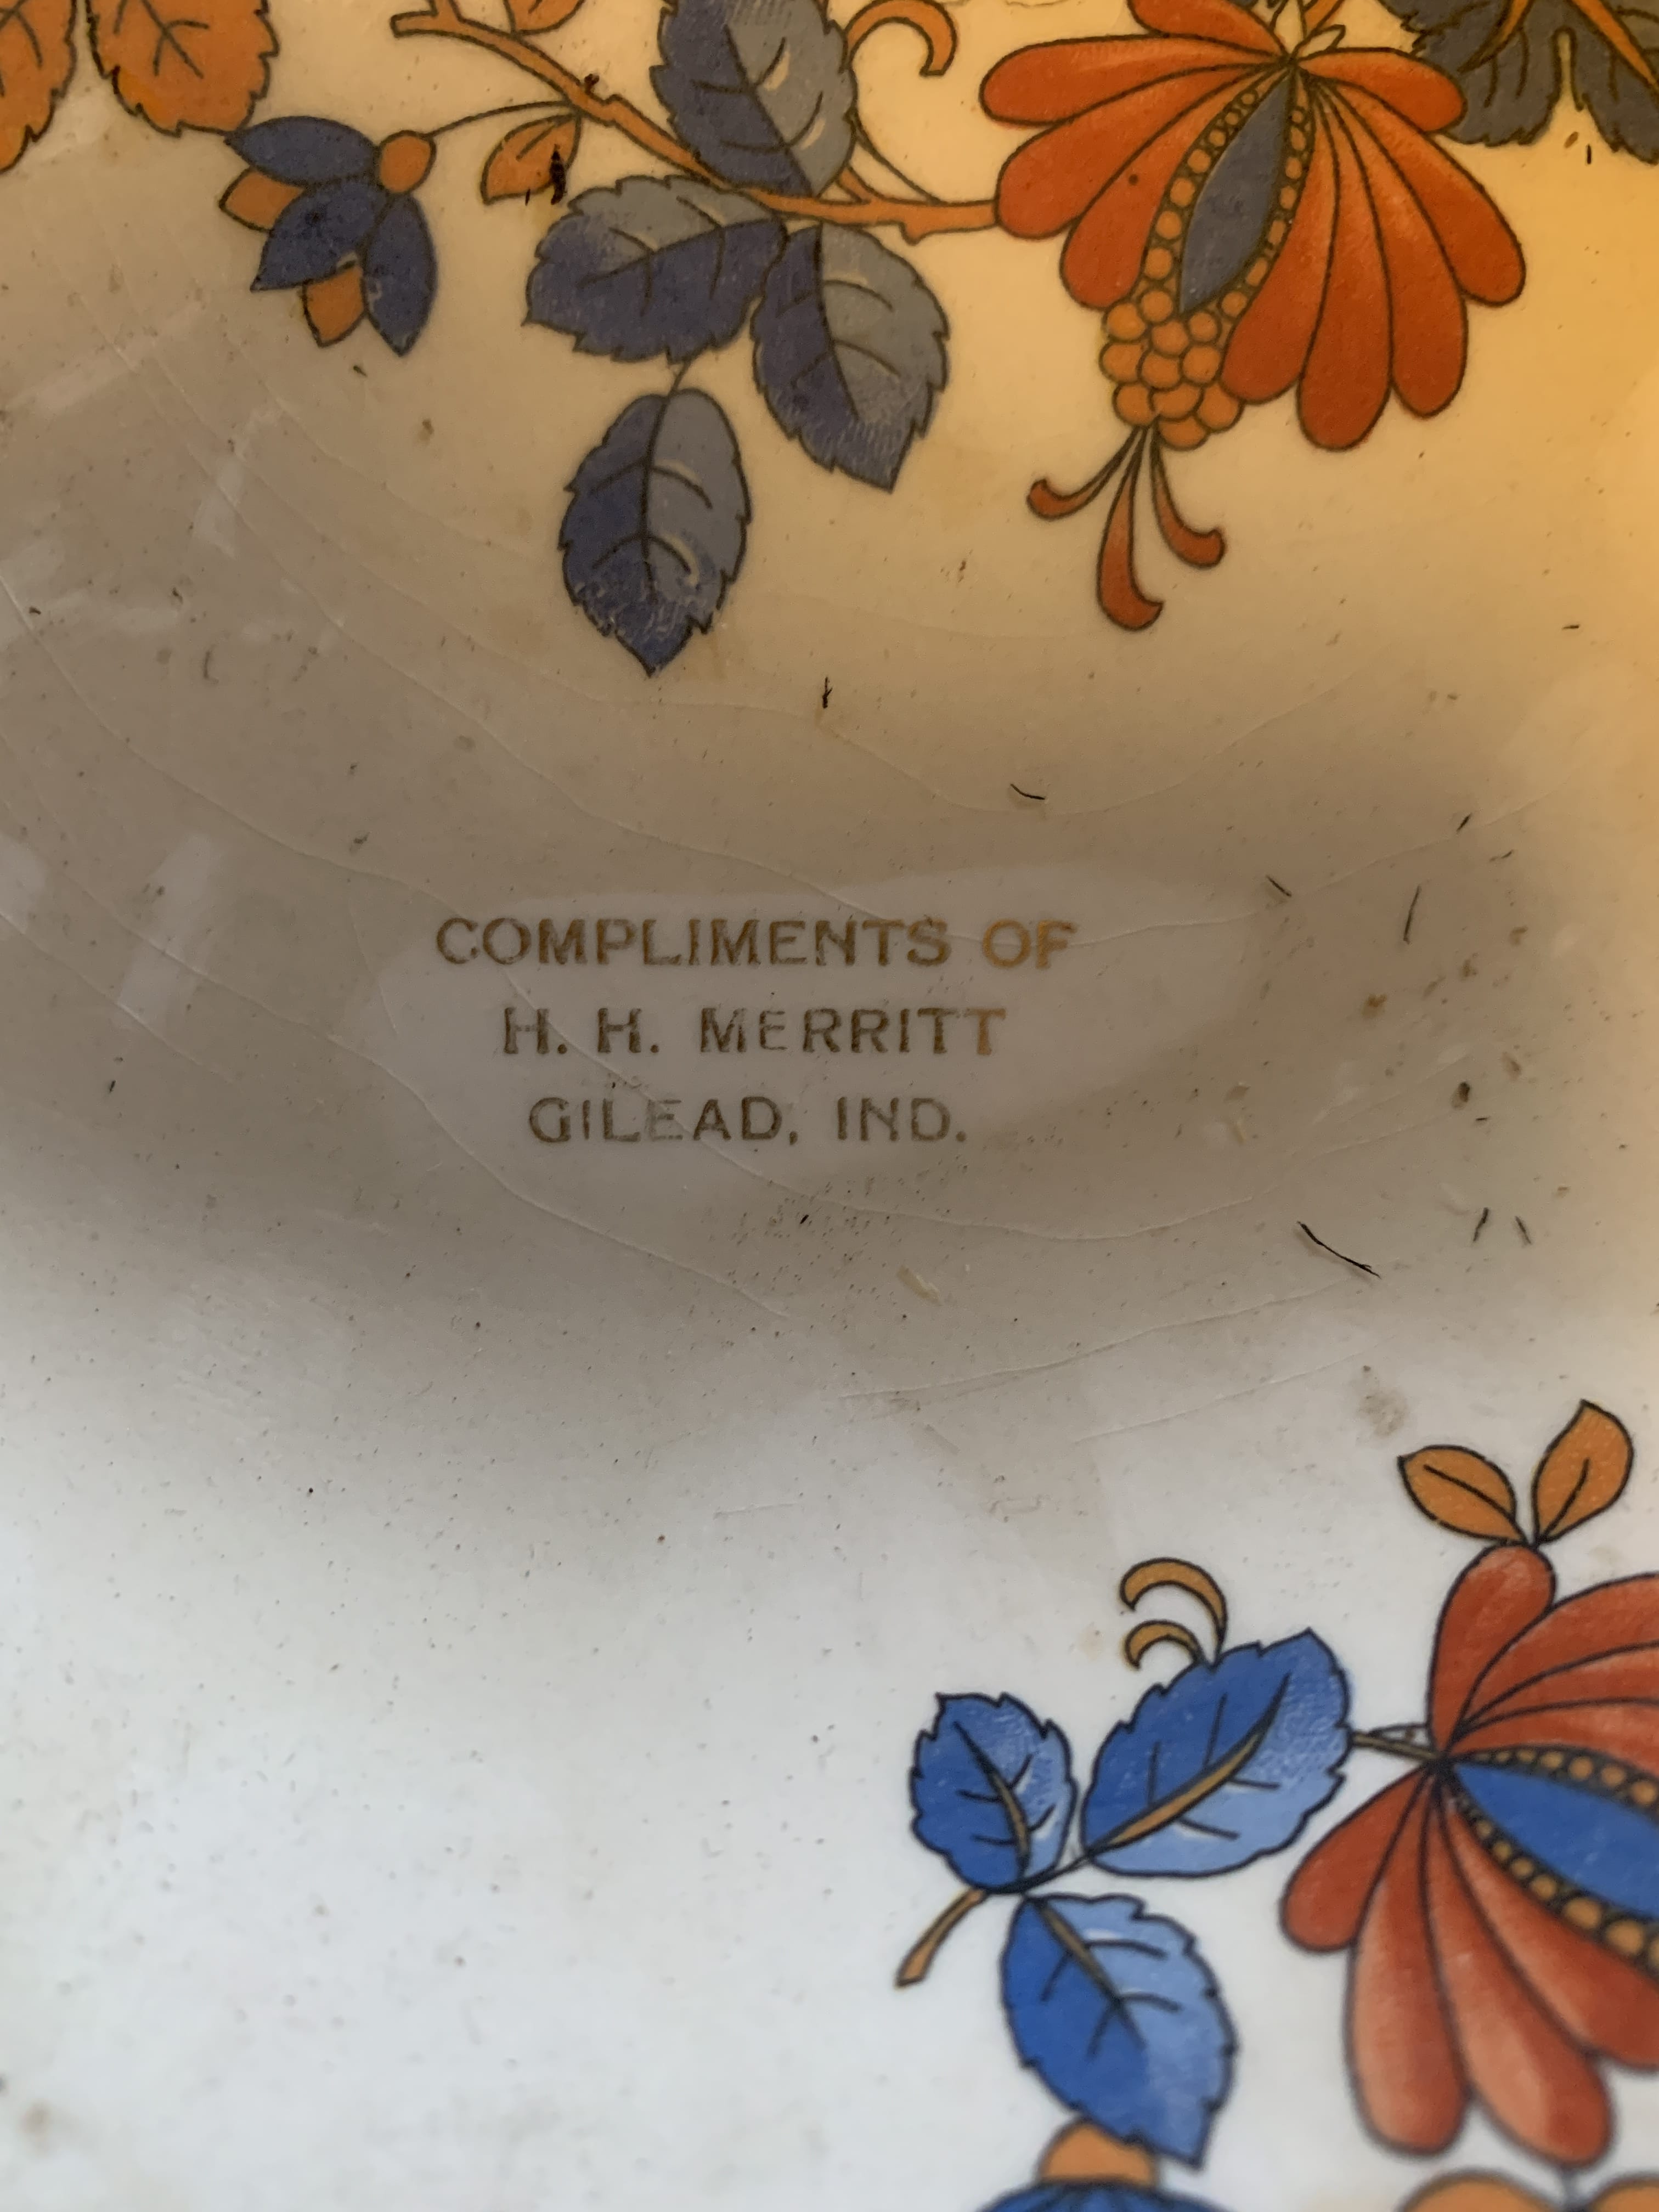 COMPLIMENTS OF
H. H. MERRITT
GILEAD, IND.